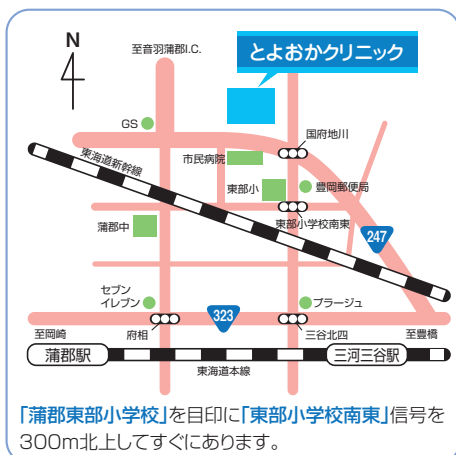 N
至音羽蒲郡I.C.
とよおかクリニック
GS
国府地川
東海道新幹線
市民病院
東部小
豊岡郵便局
蒲郡中
東部小学校南東
247
セブン
イレブン
プラージュ
323
至岡崎
府相
三谷北四
至豊橋
蒲郡駅
三河三谷駅
東海道本線
「蒲郡東部小学校」を目印に「東部小学校南東」信号を
300m北上してすぐにあります。